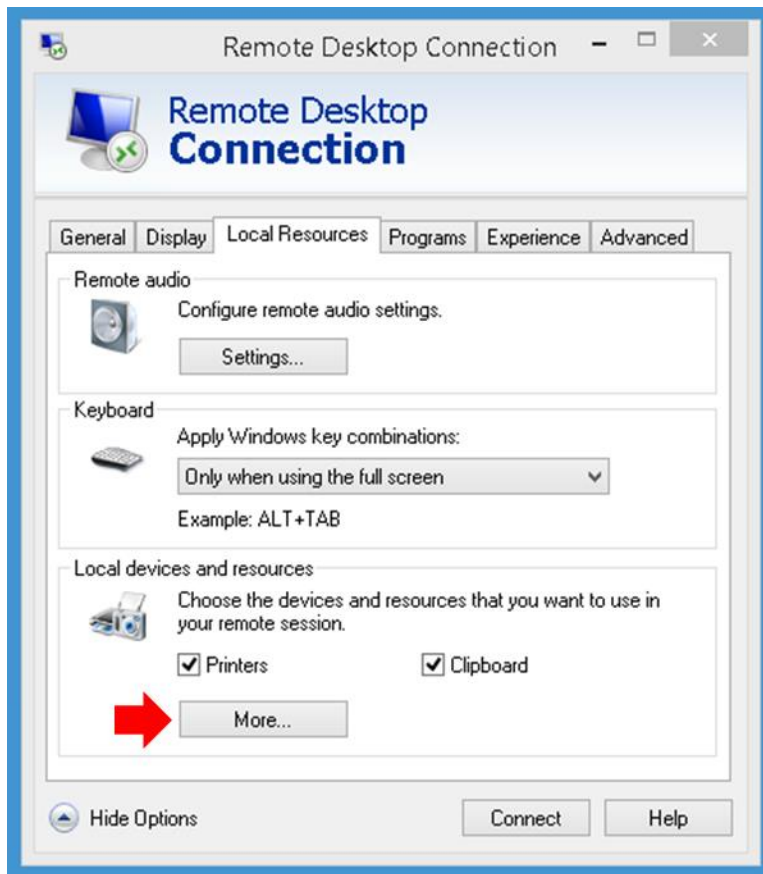 Remote Desktop Connection
Remote Desktop
Connection
General Display Local Resources Programs Experience Advanced
Remote audio
Configure remote audio settings.
Settings...
Keyboard
Apply Windows key combinations:
Only when using the full screen
Example: ALT+TAB
Local devices and resources
Choose the devices and resources that you want to use in
your remote session.
Printers Clipboard
More...
Hide Options Connect Help